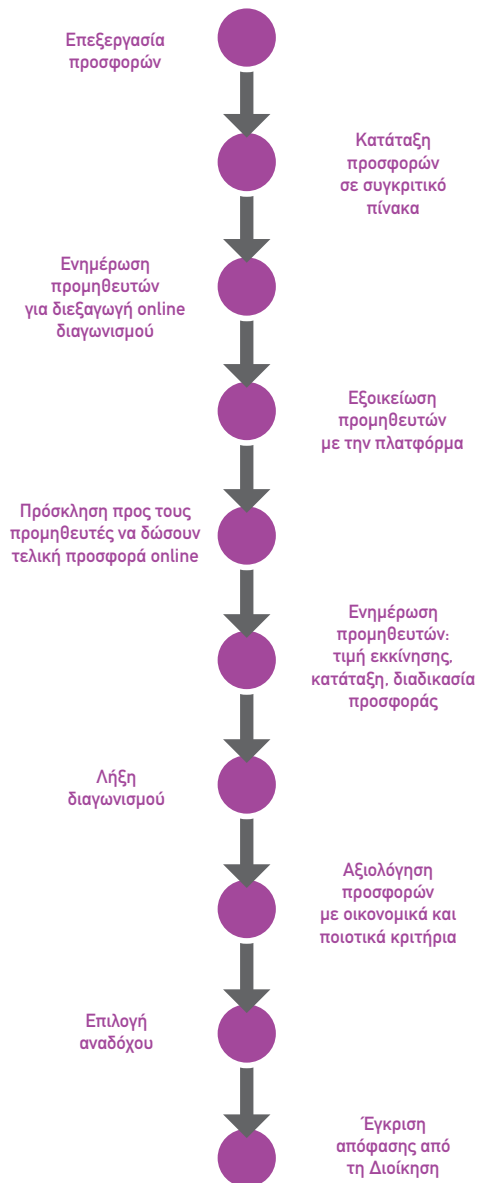 Επεξεργασία
προσφορών
Κατάταξη
προσφορών
σε συγκριτικό
πίνακα
Ενημέρωση
προμηθευτών
για διεξαγωγή online
διαγωνισμού
Εξοικείωση
προμηθευτών
με την πλατφόρμα
Πρόσκληση προς τους
προμηθευτές να δώσουν
τελική προσφορά online
Ενημέρωση
προμηθευτών:
τιμή εκκίνησης,
κατάταξη, διαδικασία
προσφοράς
Λήξη
διαγωνισμού
Αξιολόγηση
προσφορών
με οικονομικά και
ποιοτικά κριτήρια
Επιλογή
αναδόχου
Έγκριση
απόφασης από
τη Διοίκηση